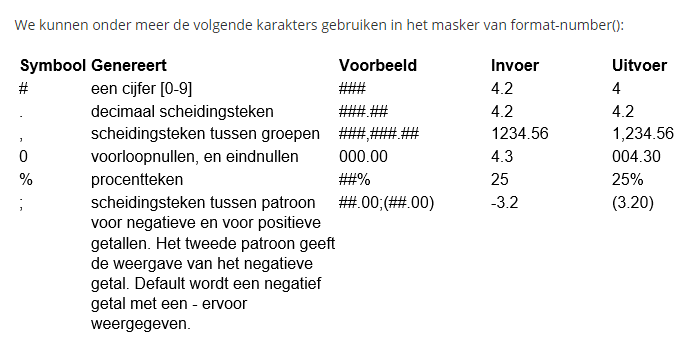 We kunnen onder meer de volgende karakters gebruiken in het masker van format-number():
Symbool Genereert Voorbeeld Invoer Uitvoer
# een cijfer [0-9] ### 4.2 4
. decimaal scheidingsteken ###.## 4.2 4.2
, scheidingsteken tussen groepen ###,###.## 1234.56 1,234.56
0 voorloopnullen, en eindnullen 000.00 4.3 004.30
% procentteken ##% 25 25%
; scheidingsteken tussen patroon ##.00;(##.00) -3.2 (3.20)
voor negatieve en voor positieve
getallen. Het tweede patroon geeft
de weergave van het negatieve
getal. Default wordt een negatief
getal met een - ervoor
weergegeven.